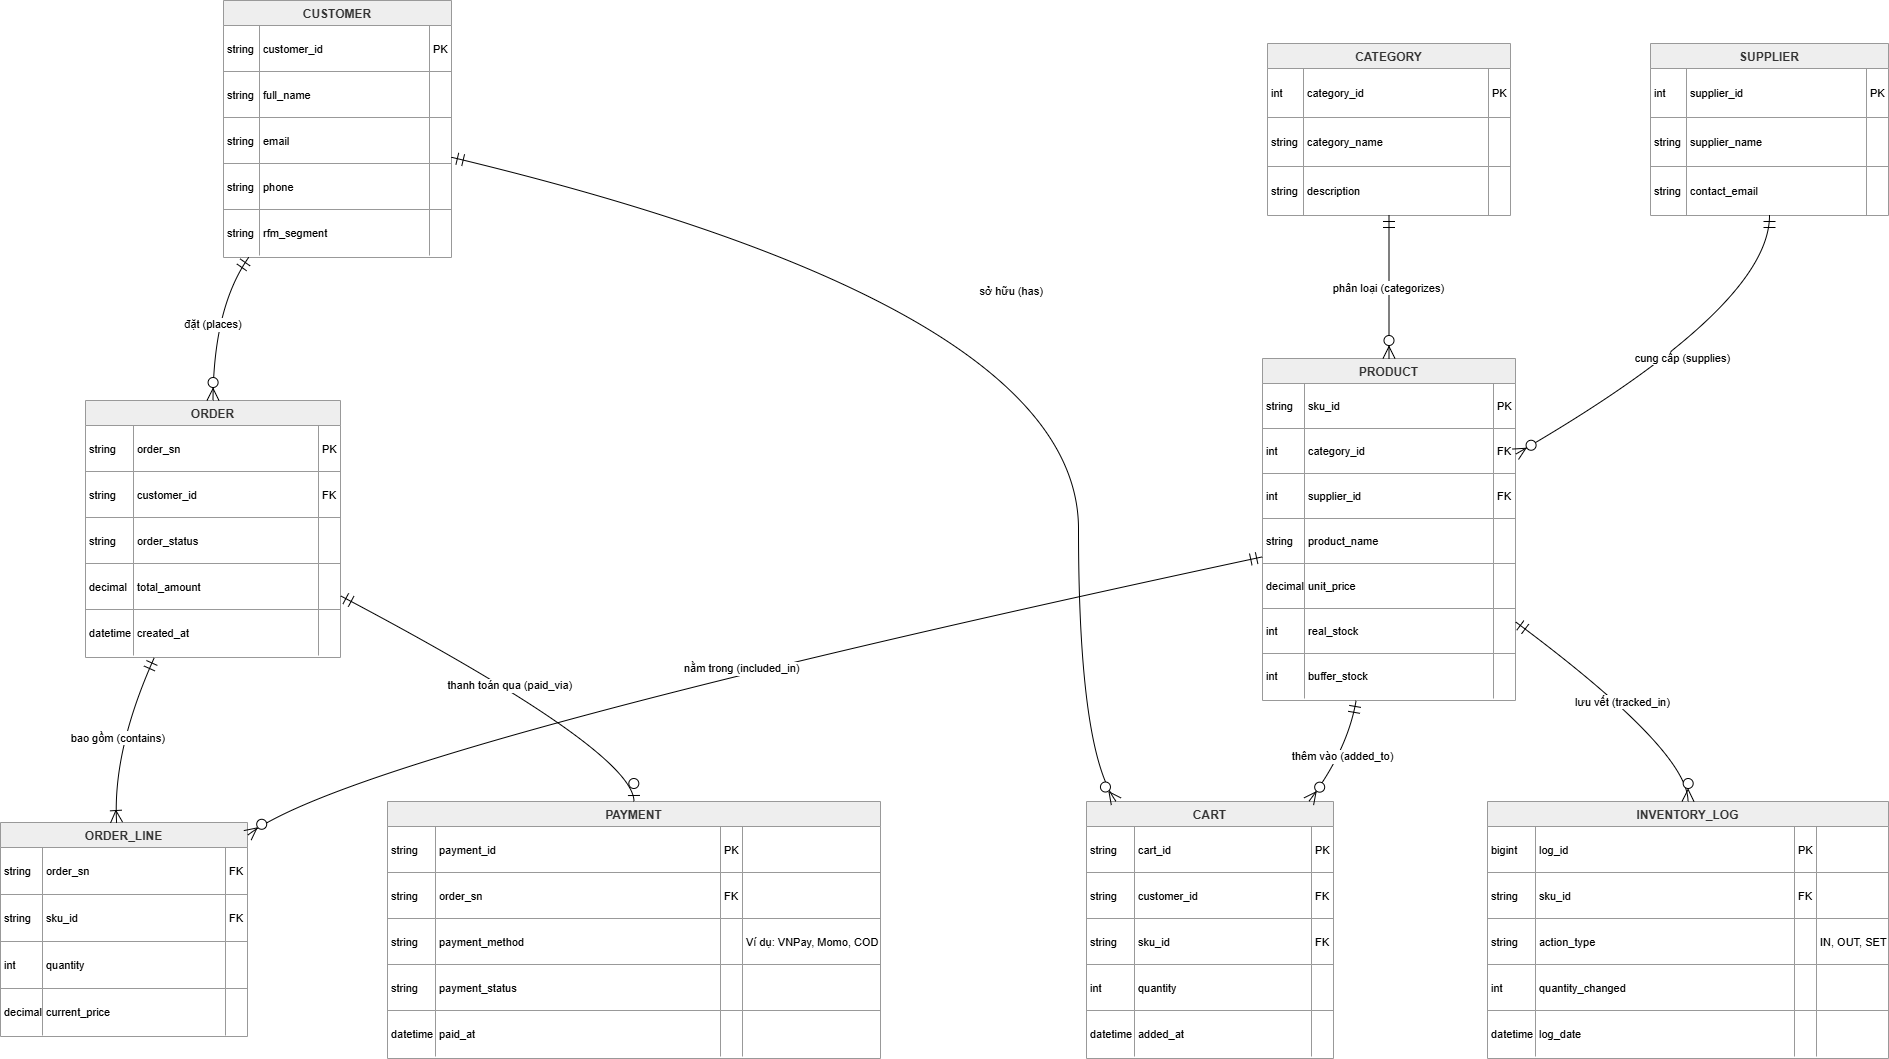 CUSTOMER
string customer_id PK
string full_name
string email
string phone
string rfm_segment
CATEGORY
int category_id PK
string category_name
string description
SUPPLIER
int supplier_id PK
string supplier_name
string contact_email
sở hữu (has)
phân loại (categorizes)
đặt (places)
cung cấp (supplies)
PRODUCT
string sku_id PK
int category_id FK
int supplier_id FK
string product_name
decimal unit_price
int real_stock
int buffer_stock
ORDER
string order_sn PK
string customer_id FK
string order_status
decimal total_amount
datetime created_at
nằm trong (included_in)
thanh toán qua (paid_via)
lưu vết (tracked_in)
bao gồm (contains)
thêm vào (added_to)
ORDER_LINE
string order_sn FK
string sku_id FK
int quantity
decimal current_price
PAYMENT
string payment_id PK
string order_sn FK
string payment_method Ví dụ: VNPay, Momo, COD
string payment_status
datetime paid_at
CART
string cart_id PK
string customer_id FK
string sku_id FK
int quantity
datetime added_at
INVENTORY_LOG
bigint log_id PK
string sku_id FK
string action_type IN, OUT, SET
int quantity_changed
datetime log_date